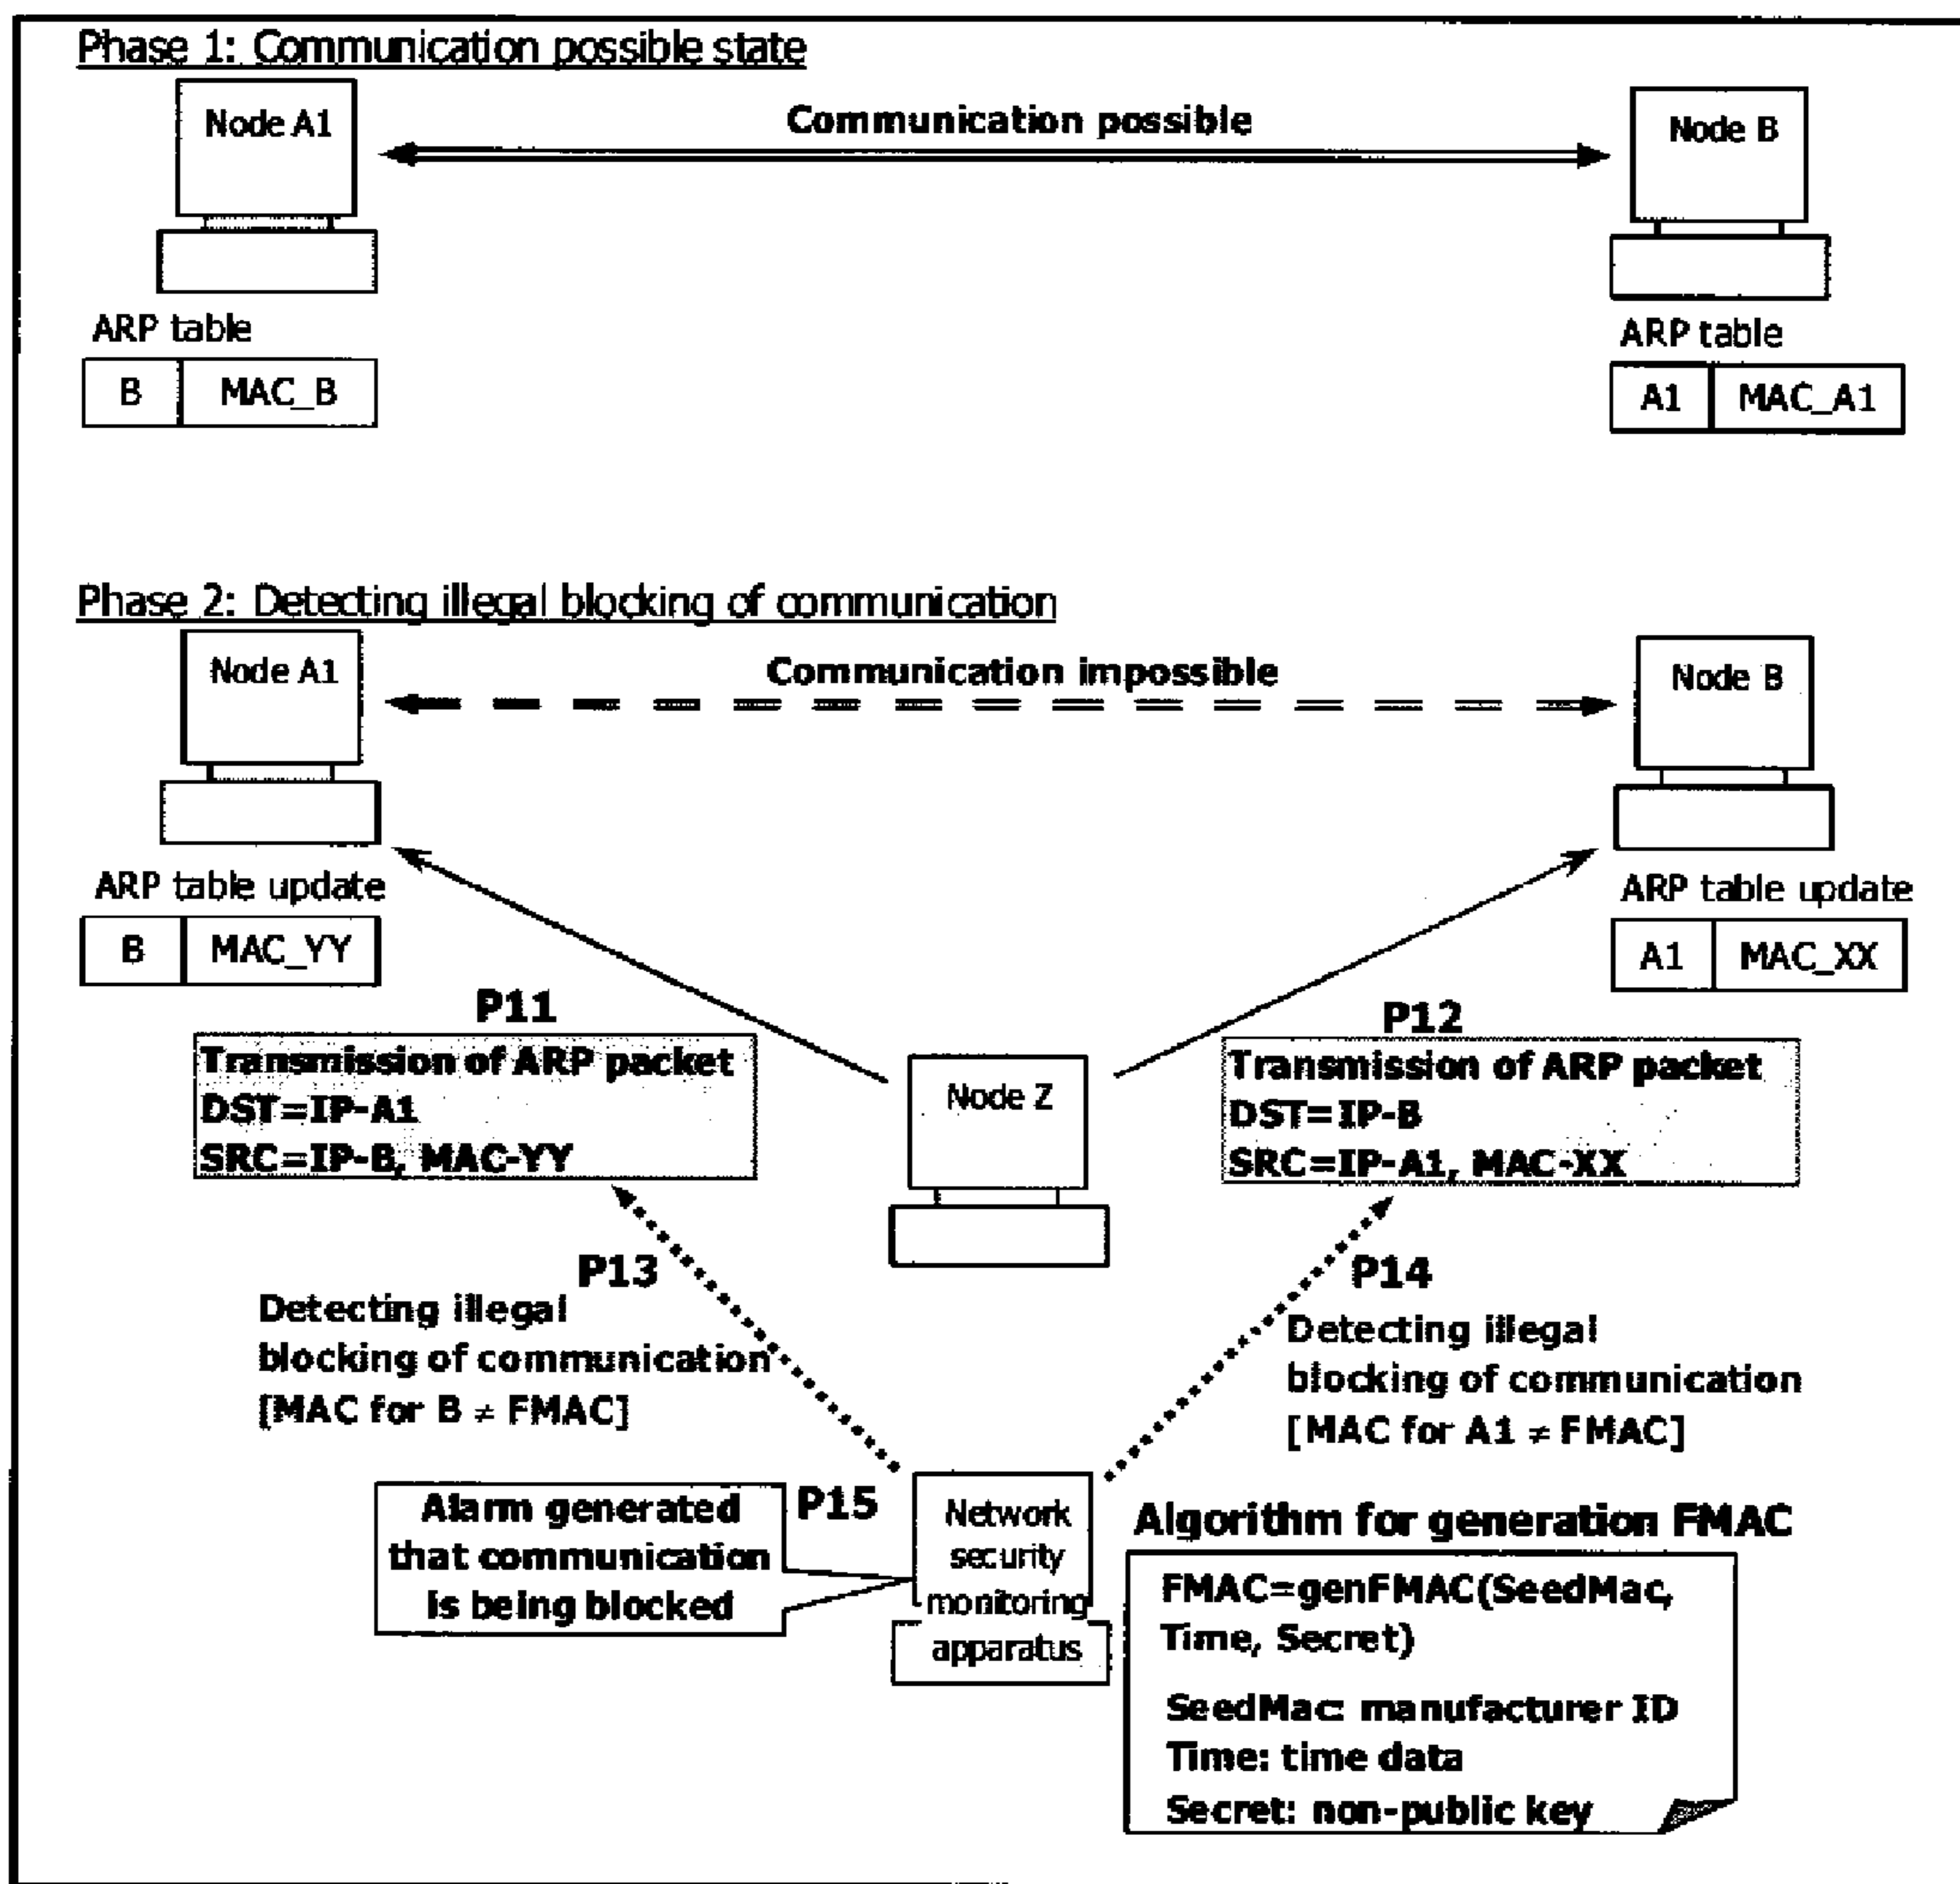 Phase 1: Communication possible state
Node A1
Communication possible
Node B
ARP table
B MAC_B
ARP table
A1 MAC_A1
Phase 2: Detecting illegal blocking of communication
Node A1
Communication impossible
Node B
ARP table update
B MAC_YY
ARP table update
A1 MAC_XX
P11
Transmission of ARP packet
DST=IP-A1
SRC=IP-B, MAC-YY
Node Z
P12
Transmission of ARP packet
DST=IP-B
SRC=IP-A1, MAC-XX
P13
Detecting illegal
blocking of communication
[MAC for B ≠ FMAC]
P14
Detecting illegal
blocking of communication
[MAC for A1 ≠ FMAC]
Alarm generated
that communication
is being blocked
P15
Network
security
monitoring
apparatus
Algorithm for generation FMAC
FMAC=genFMAC(SeedMac,
Time, Secret)
SeedMac: manufacturer ID
Time: time data
Secret: non-public key